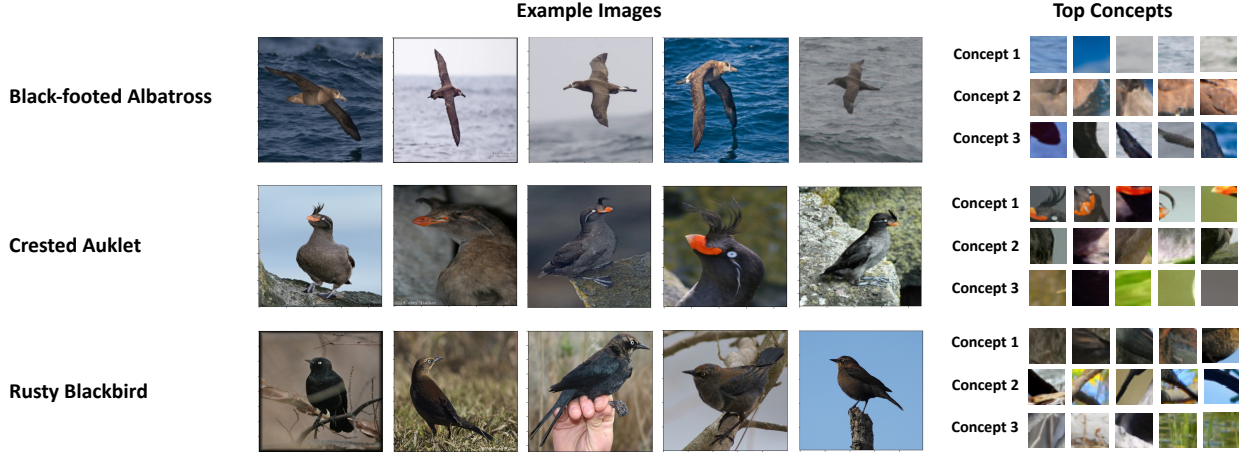 Example Images
Top Concepts
Black-footed Albatross
Concept 1
Concept 2
Concept 3
Crested Auklet
Concept 1
Concept 2
Concept 3
Rusty Blackbird
Concept 1
Concept 2
Concept 3